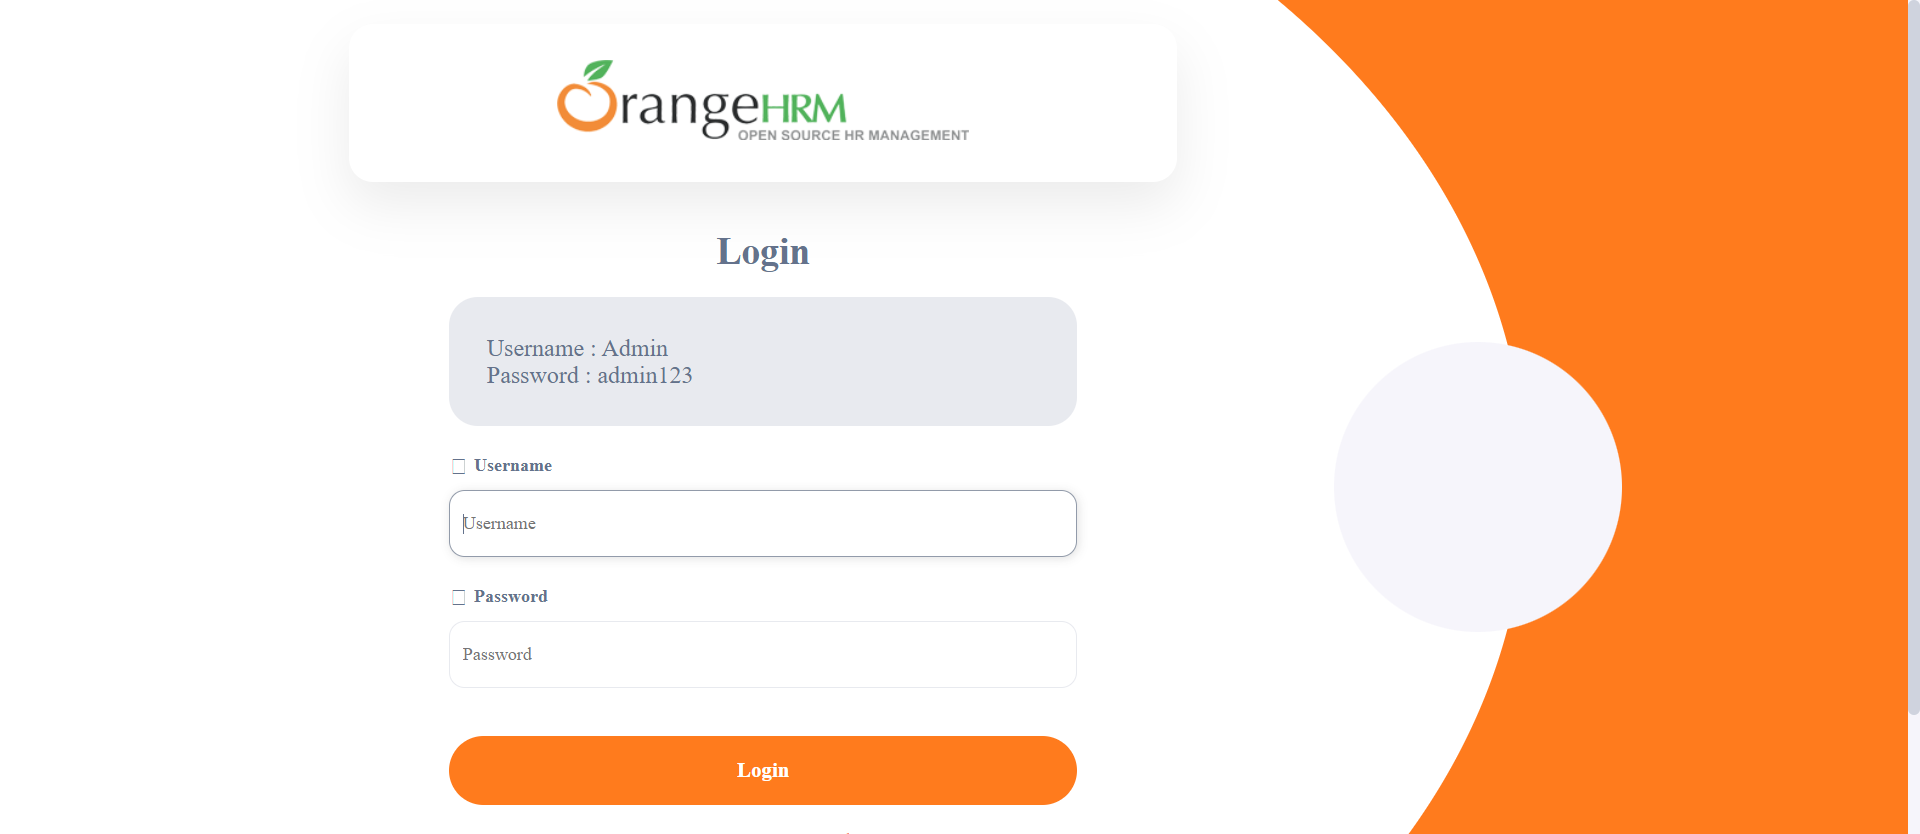 OrangeHRM
OPEN SOURCE HR MANAGEMENT
Login
Username : Admin
Password : admin123
Username
Username
Password
Password
Login